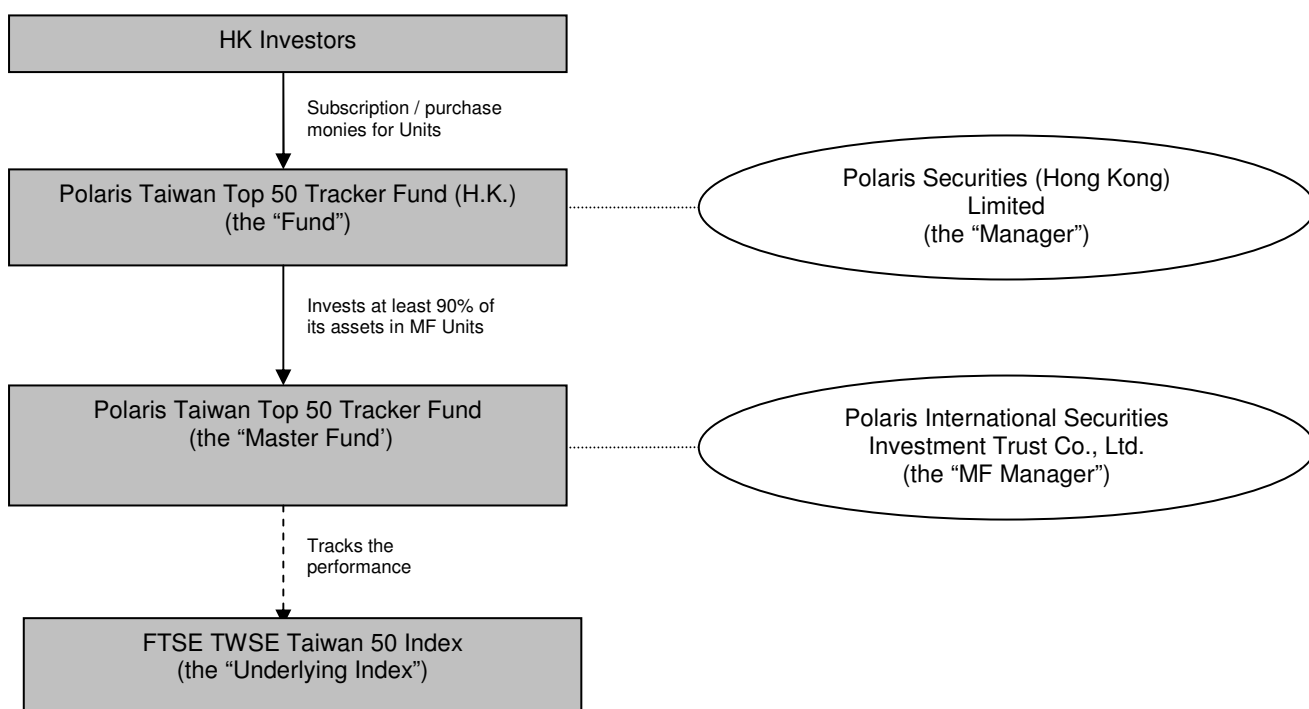 HK Investors
Subscription / purchase
monies for Units
Polaris Taiwan Top 50 Tracker Fund (H.K.)
(the “Fund”)
Polaris Securities (Hong Kong)
Limited
(the “Manager”)
Invests at least 90% of
its assets in MF Units
Polaris Taiwan Top 50 Tracker Fund
(the “Master Fund’)
Polaris International Securities
Investment Trust Co., Ltd.
(the “MF Manager”)
Tracks the
performance
FTSE TWSE Taiwan 50 Index
(the “Underlying Index”)